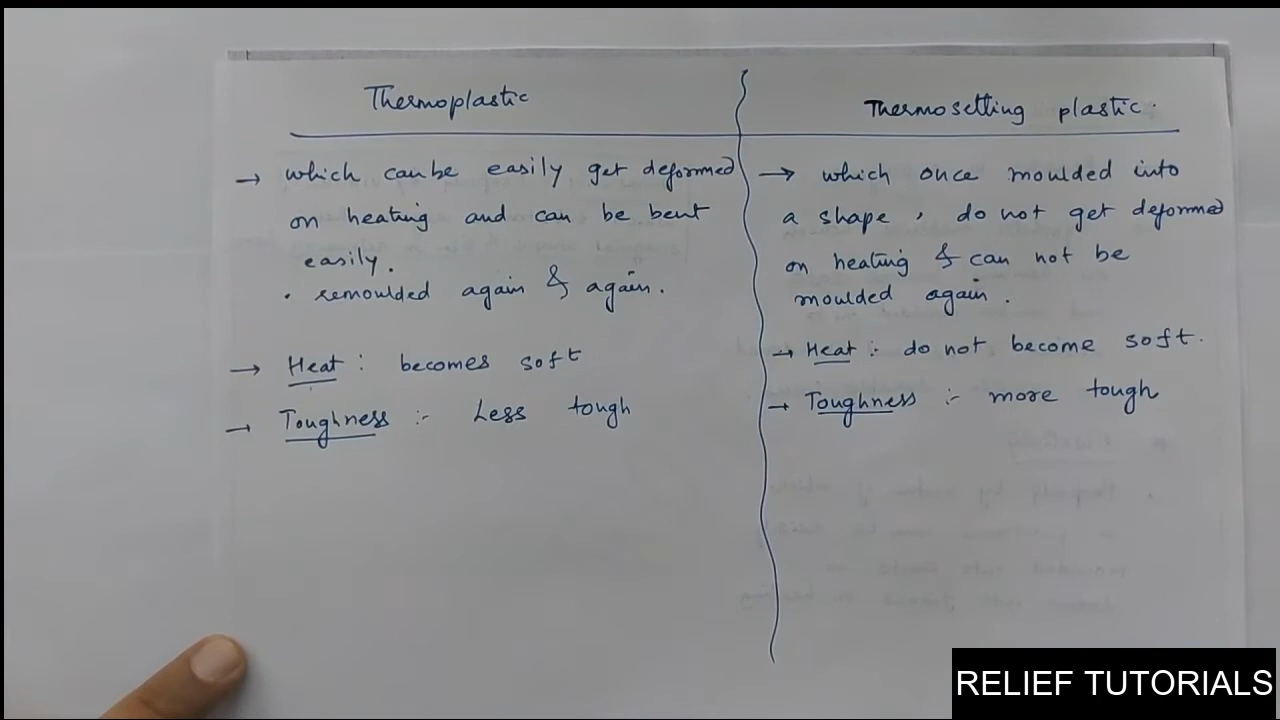 Thermoplastic
→ which canbe easily get deformed
on heating and can be bent
easily.
. remoulded again & again.
→ Heat : becomes soft
→ Toughness :- Less tough
Thermosetting plastic.
→ which once moulded into
a shape, do not get deformed
on heating & can not be
moulded again.
→ Heat :- do not become soft.
→ Toughness :- more tough
RELIEF TUTORIALS